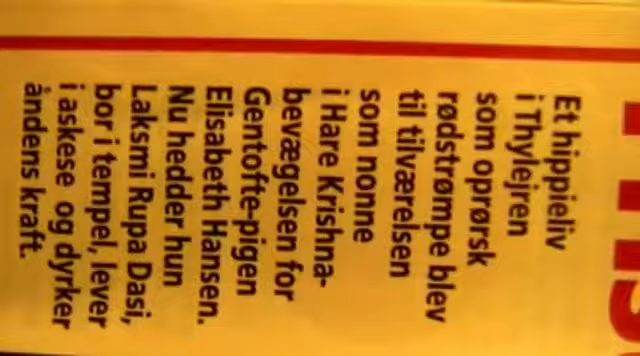 Et hippieliv
i Thylejren
som oprørsk
rødstrømpe blev
til tilværelsen
som nonne
i Hare Krishna-
bevægelsen for
Gentofte-pigen
Elisabeth Hansen.
Nu hedder hun
Laksmi Rupa Dasi,
bor i tempel, lever
i askese og dyrker
åndens kraft.